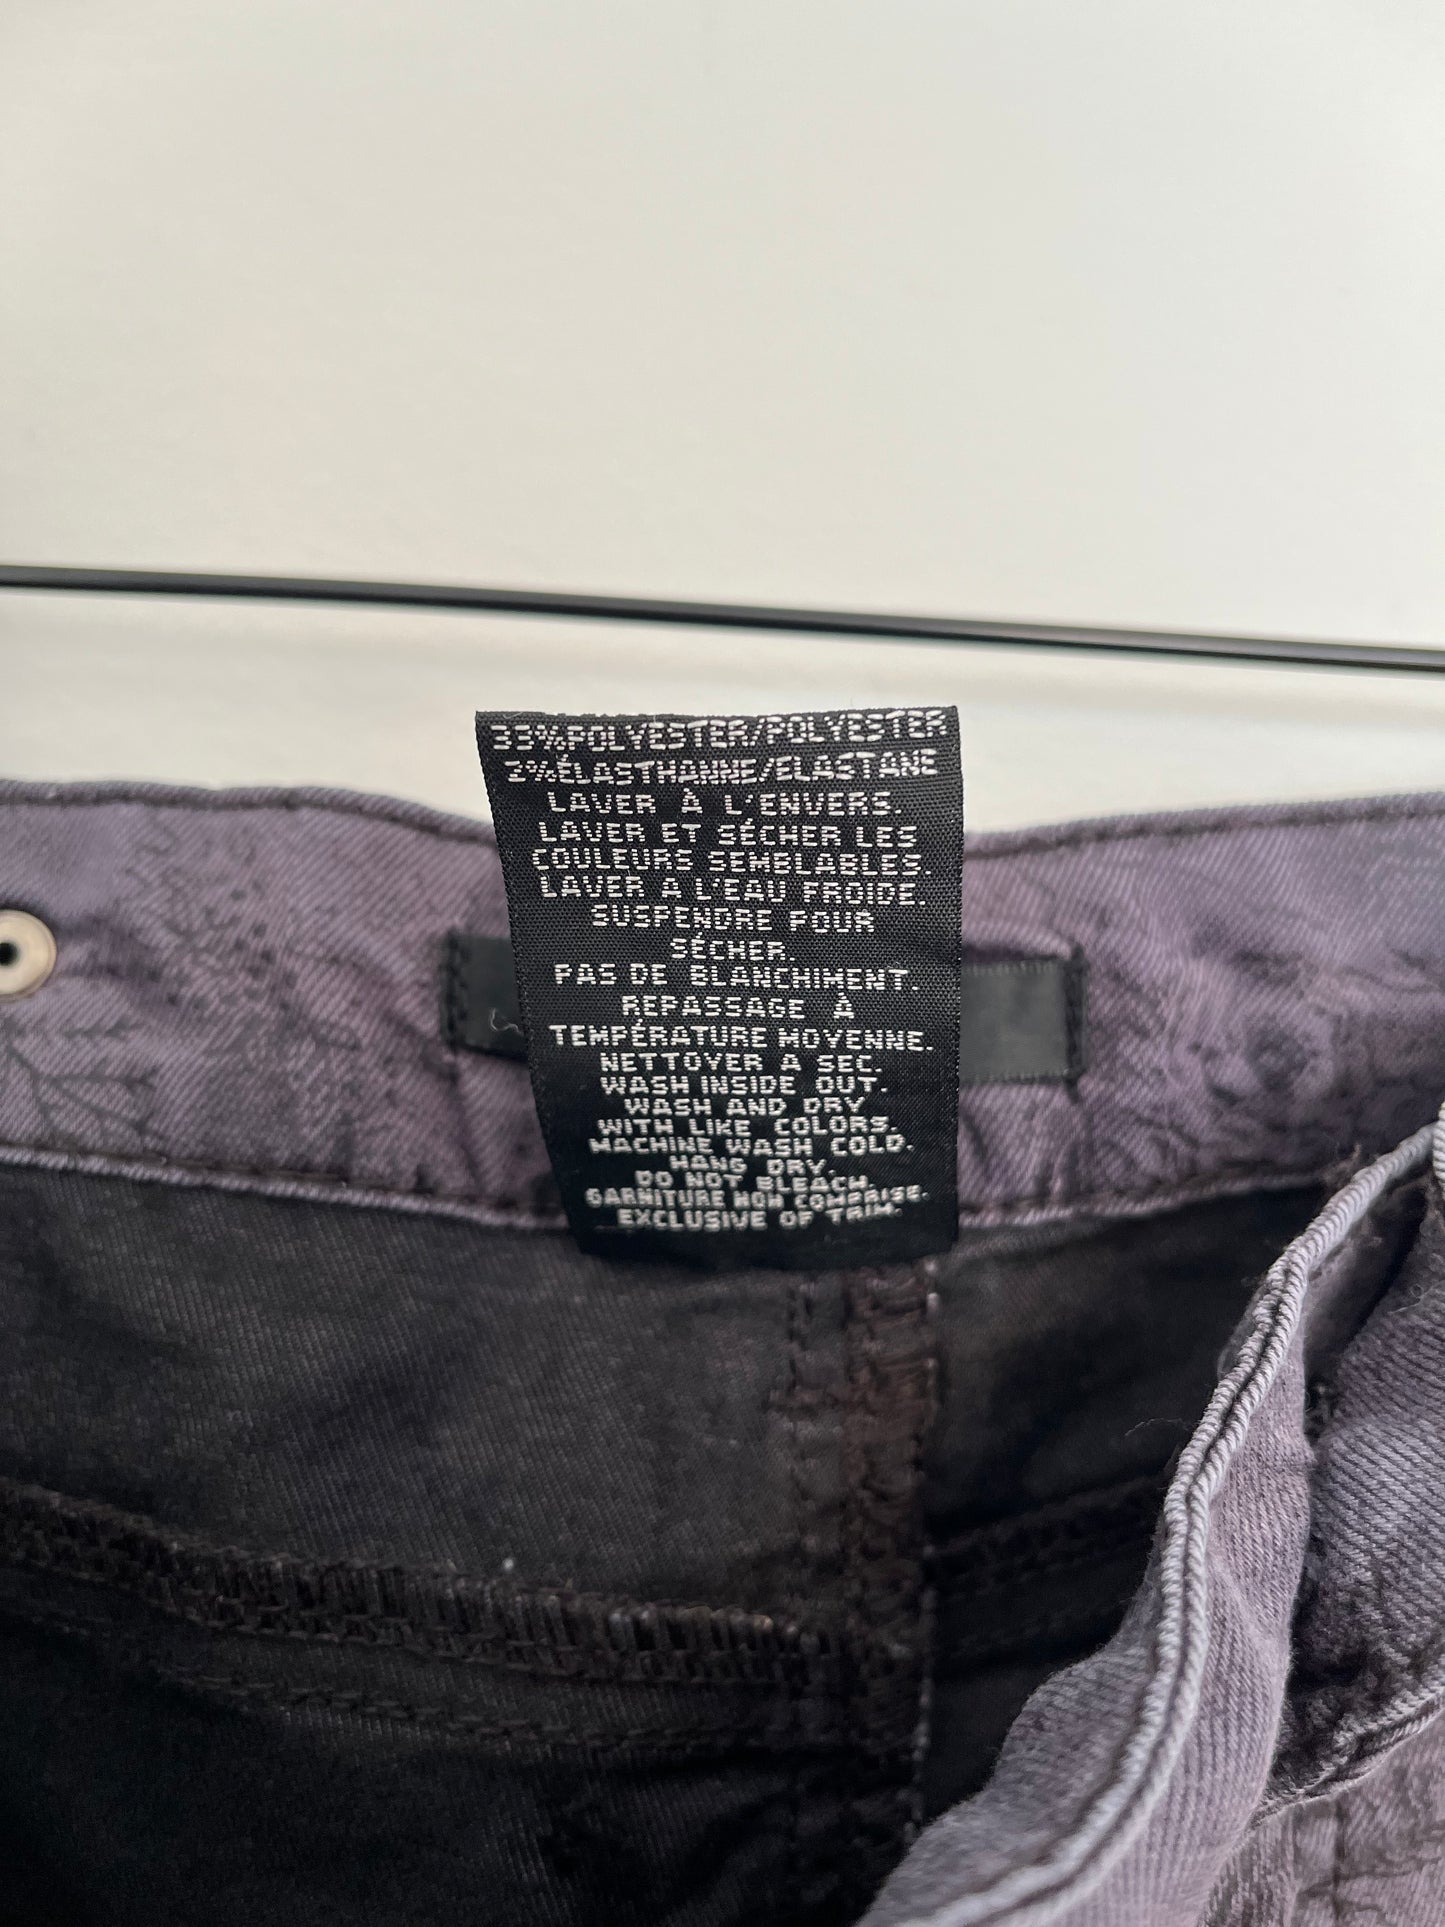 33%POLYESTER/POLYESTER
2%ÉLASTHANNE/ELASTANE
LAVER À L'ENVERS.
LAVER ET SÉCHER LES
COULEURS SEMBLABLES.
LAVER A L'EAU FROIDE.
SUSPENDRE POUR
SÉCHER.
PAS DE BLANCHIMENT.
REPASSAGE À
TEMPÉRATURE MOYENNE.
NETTOYER A SEC.
WASH INSIDE OUT.
WASH AND DRY
WITH LIKE COLORS.
MACHINE WASH COLD.
HANG DRY.
DO NOT BLEACH.
GARNITURE NON COMPRISE.
EXCLUSIVE OF TRIM.